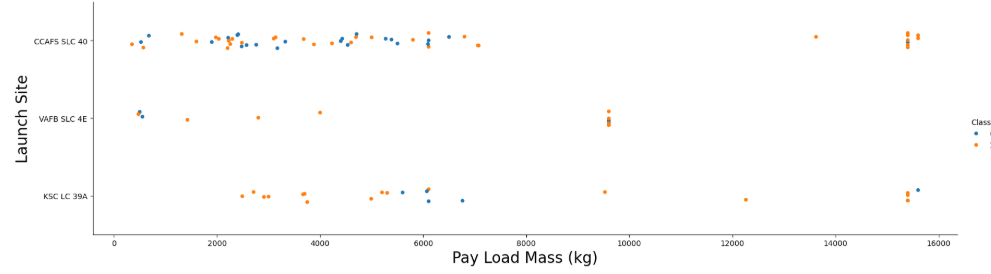 Launch Site
CCAFS SLC 40
VAFB SLC 4E
KSC LC 39A
Class
0 2000 4000 6000 8000 10000 12000 14000 16000
Pay Load Mass (kg)